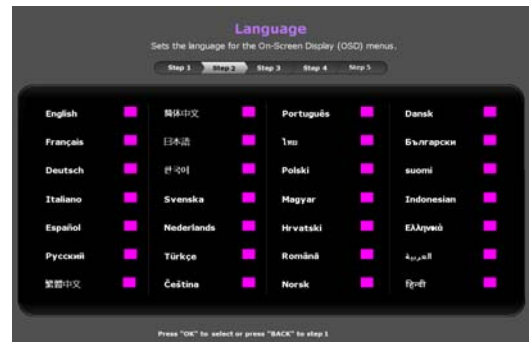 Language
Sets the language for the On-Screen Display (OSD) menus.
Step 1 Step 2 Step 3 Step 4 Step 5
English 簡体中文 Português Dansk
Français 日本語 ไทย Български
Deutsch 한국어 Polski suomi
Italiano Svenska Magyar Indonesian
Español Nederlands Hrvatski Ελληνικά
Русский Türkçe Română العربية
繁體中文 Čeština Norsk हिन्दी
Press "OK" to select or press "BACK" to step 1